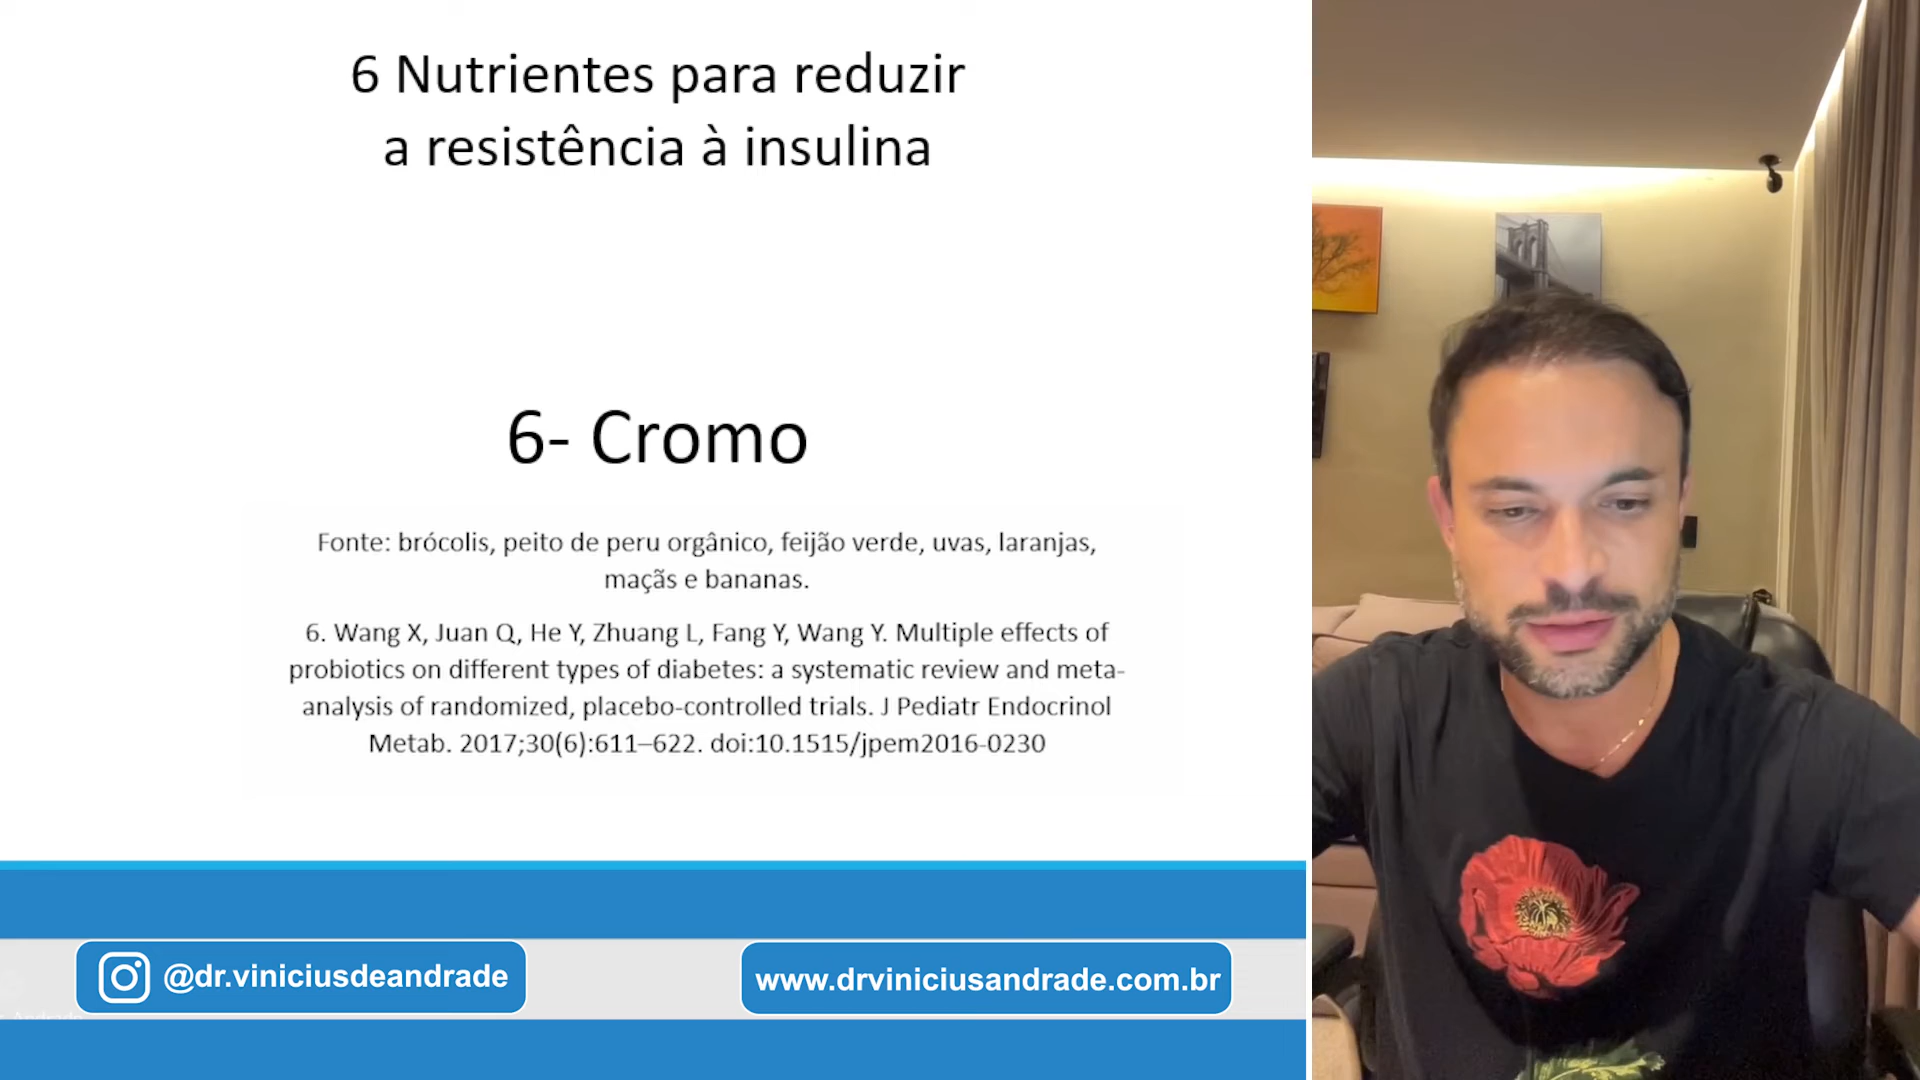 6 Nutrientes para reduzir
a resistência à insulina
6- Cromo
Fonte: brócolis, peito de peru orgânico, feijão verde, uvas, laranjas,
maçãs e bananas.
6. Wang X, Juan Q, He Y, Zhuang L, Fang Y, Wang Y. Multiple effects of
probiotics on different types of diabetes: a systematic review and meta-
analysis of randomized, placebo-controlled trials. J Pediatr Endocrinol
Metab. 2017;30(6):611–622. doi:10.1515/jpem2016-0230
@dr.viniciusdeandrade
www.drviniciusandrade.com.br
Andrade